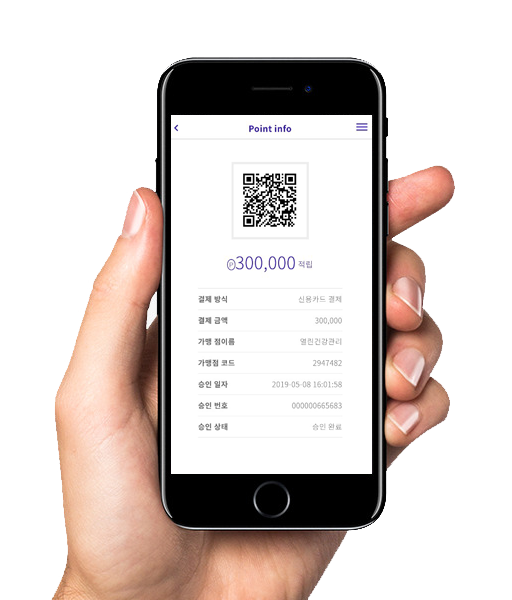 Point info
Ⓟ300,000 적립
결제 방식 신용카드 결제
결제 금액 300,000
가맹 점이름 열린건강관리
가맹점 코드 2947482
승인 일자 2019-05-08 16:01:58
승인 번호 000000665683
승인 상태 승인 완료